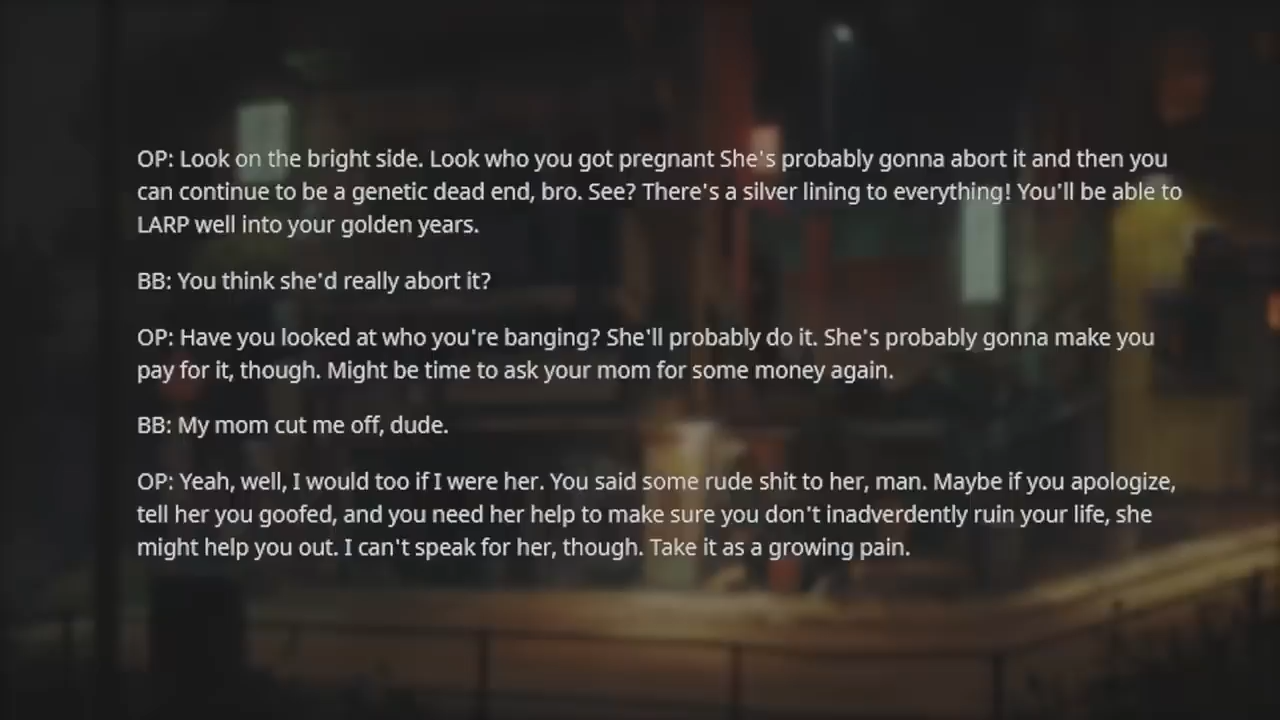 OP: Look on the bright side. Look who you got pregnant She's probably gonna abort it and then you
can continue to be a genetic dead end, bro. See? There's a silver lining to everything! You'll be able to
LARP well into your golden years.
BB: You think she'd really abort it?
OP: Have you looked at who you're banging? She'll probably do it. She's probably gonna make you
pay for it, though. Might be time to ask your mom for some money again.
BB: My mom cut me off, dude.
OP: Yeah, well, I would too if I were her. You said some rude shit to her, man. Maybe if you apologize,
tell her you goofed, and you need her help to make sure you don't inadverdently ruin your life, she
might help you out. I can't speak for her, though. Take it as a growing pain.